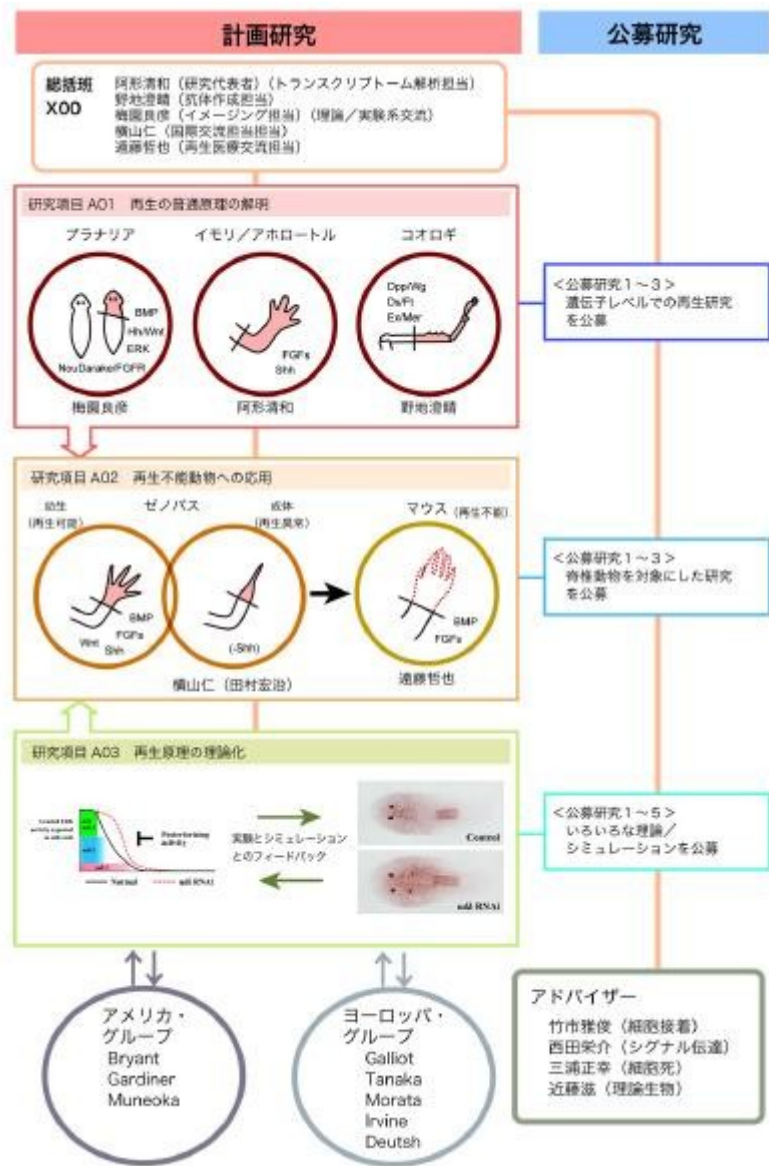 計画研究
公募研究
総括班
X00
阿形清和（研究代表者）（トランスクリプトーム解析担当）
野地澄晴（抗体作成担当）
梅園良彦（イメージング担当）（理論／実験系交流）
横山仁（国際交流担当担当）
遠藤哲也（再生医療交流担当）
研究項目 A01　再生の普遍原理の解明
プラナリア
イモリ／アホロートル
コオロギ
BMP
Hh/Wnt
ERK
Nou Darake/FGFR
FGFs
Shh
Dpp/Wg
Ds/Ft
Ex/Mer
梅園良彦
阿形清和
野地澄晴
＜公募研究１〜３＞
遺伝子レベルでの再生研究
を公募
研究項目 A02　再生不能動物への応用
幼生
（再生可能）
ゼノパス
成体
（再生異常）
マウス（再生不能）
BMP
FGFs
Wnt
Shh
(-Shh)
BMP
FGFs
横山仁（田村宏治）
遠藤哲也
＜公募研究１〜３＞
脊椎動物を対象にした研究
を公募
研究項目 A03　再生原理の理論化
Posteriorizing
activity
Normal
ndk RNAi
実験とシミュレーション
とのフィードバック
Control
ndk RNAi
＜公募研究１〜５＞
いろいろな理論／
シミュレーションを公募
アメリカ・
グループ
Bryant
Gardiner
Muneoka
ヨーロッパ・
グループ
Galliot
Tanaka
Morata
Irvine
Deutsh
アドバイザー
竹市雅俊（細胞接着）
西田栄介（シグナル伝達）
三浦正幸（細胞死）
近藤滋（理論生物）